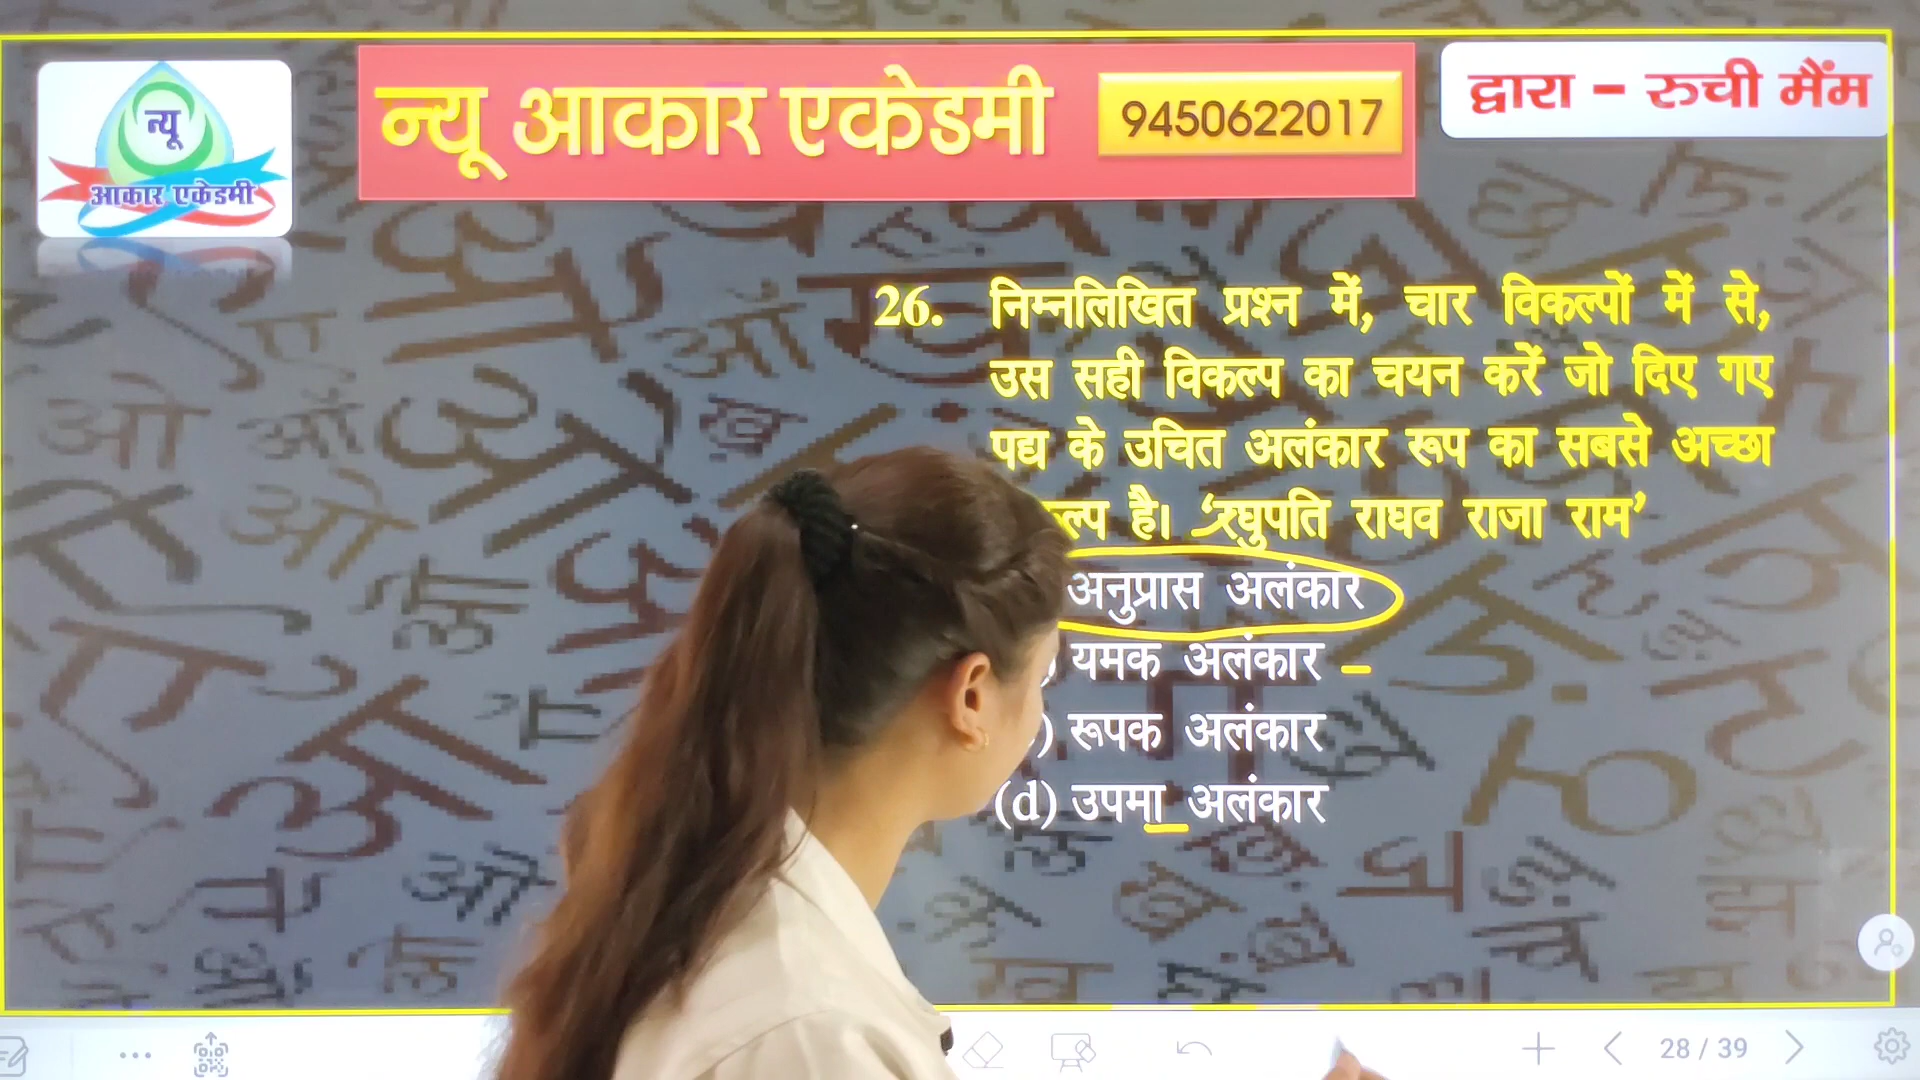 न्यू
आकार एकेडमी
न्यू आकार एकेडमी
9450622017
द्वारा - रुची मैंम
26. निम्नलिखित प्रश्न में, चार विकल्पों में से,
उस सही विकल्प का चयन करें जो दिए गए
पद्य के उचित अलंकार रूप का सबसे अच्छा
है। 'रघुपति राघव राजा राम'
अनुप्रास अलंकार
) यमक अलंकार
) रूपक अलंकार
(d) उपमा अलंकार
28 / 39